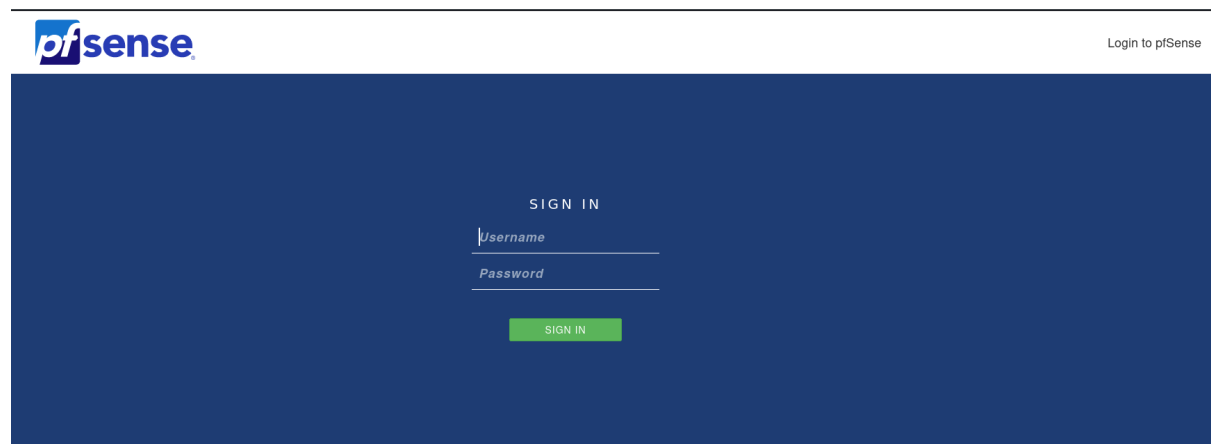 pfsense®
Login to pfSense
SIGN IN
Username
Password
SIGN IN